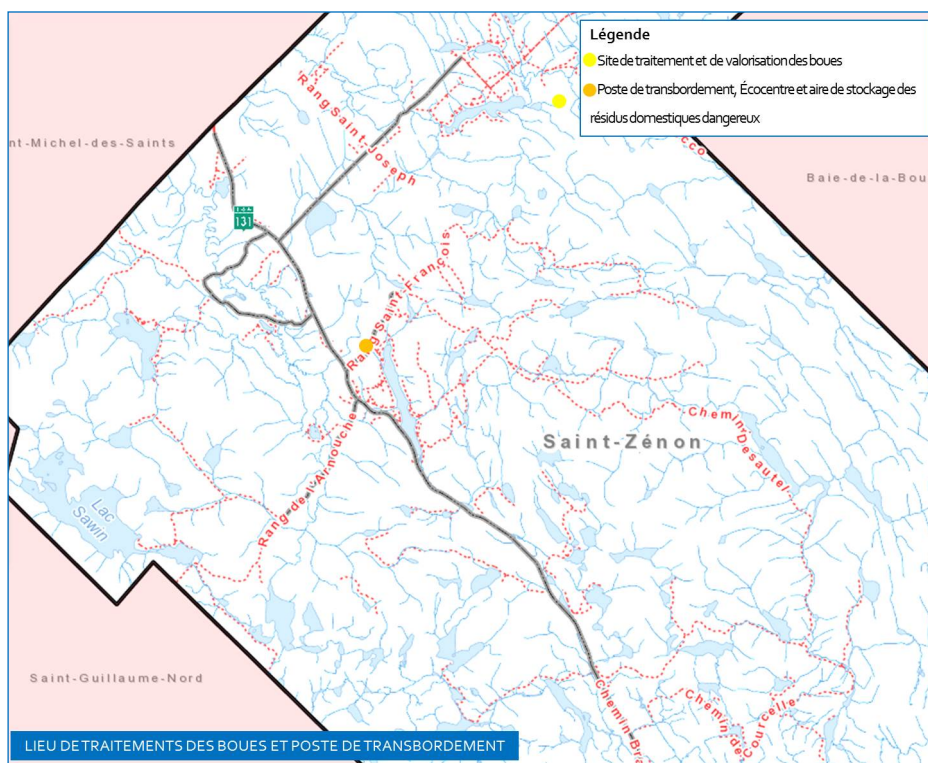 Légende
Site de traitement et de valorisation des boues
Poste de transbordement, Écocentre et aire de stockage des
résidus domestiques dangereux
Rang Saint-Joseph
nt-Michel-des-Saints
Baie-de-la-Bou
131
Rang Saint-François
Chemin Desautel
Saint-Zénon
Rang de l'Arnouche
Lac
Sawin
Saint-Guillaume-Nord
Chemin Br
Chemin de
Courcelle
LIEU DE TRAITEMENTS DES BOUES ET POSTE DE TRANSBORDEMENT